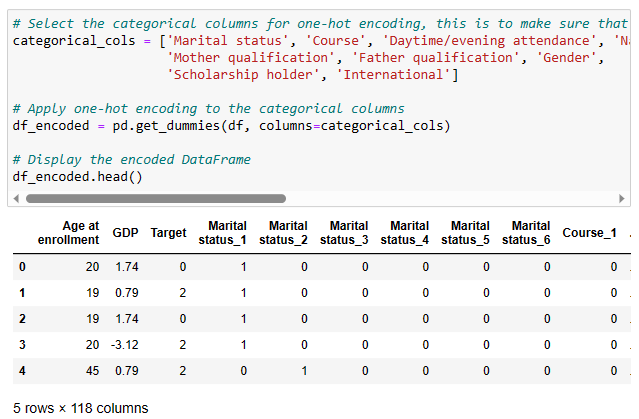 # Select the categorical columns for one-hot encoding, this is to make sure that
categorical_cols = ['Marital status', 'Course', 'Daytime/evening attendance', 'N
'Mother qualification', 'Father qualification', 'Gender',
'Scholarship holder', 'International']
# Apply one-hot encoding to the categorical columns
df_encoded = pd.get_dummies(df, columns=categorical_cols)
# Display the encoded DataFrame
df_encoded.head()
Age at enrollment GDP Target Marital status_1 Marital status_2 Marital status_3 Marital status_4 Marital status_5 Marital status_6 Course_1
0 20 1.74 0 1 0 0 0 0 0 0
1 19 0.79 2 1 0 0 0 0 0 0
2 19 1.74 0 1 0 0 0 0 0 0
3 20 -3.12 2 1 0 0 0 0 0 0
4 45 0.79 2 0 1 0 0 0 0 0
5 rows × 118 columns